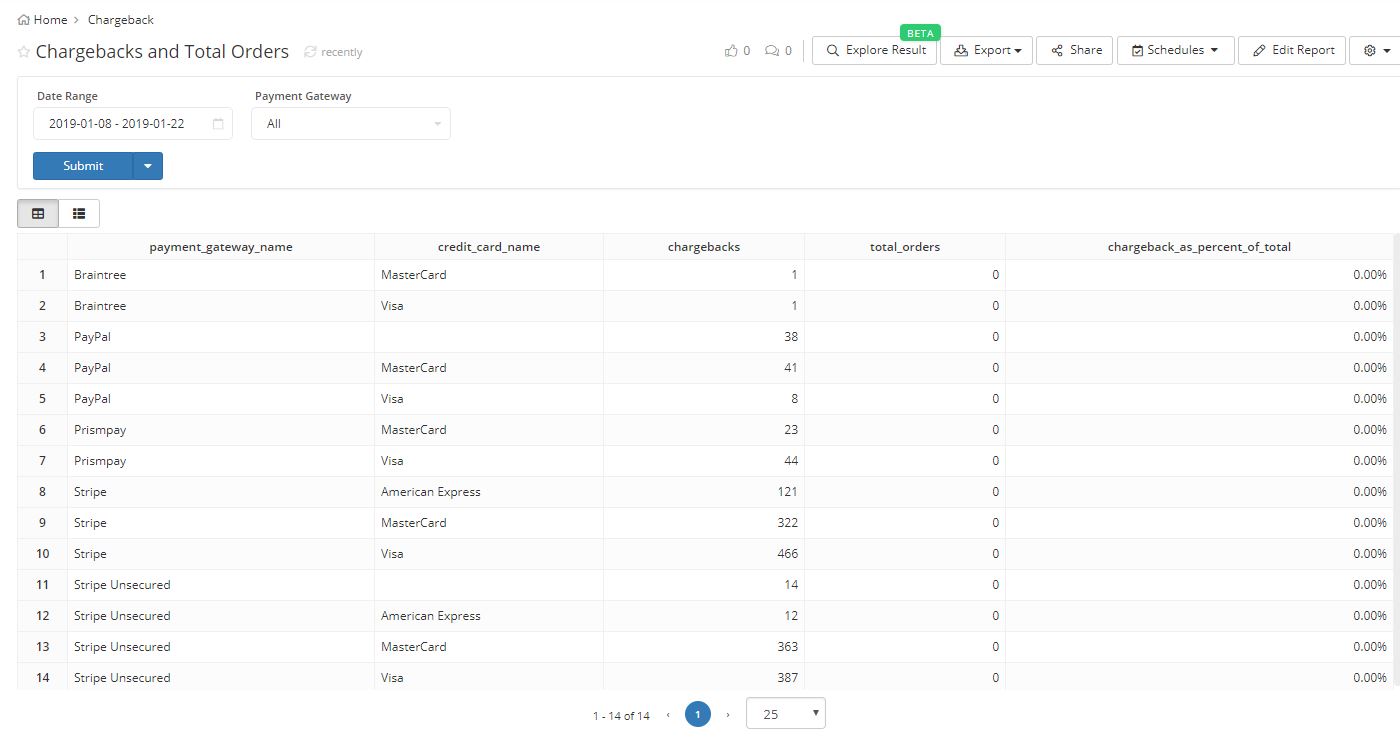 Home > Chargeback
Chargebacks and Total Orders recently 0 0 Explore Result BETA Export Share Schedules Edit Report
Date Range Payment Gateway
2019-01-08 - 2019-01-22 All
Submit
payment_gateway_name credit_card_name chargebacks total_orders chargeback_as_percent_of_total
1 Braintree MasterCard 1 0 0.00%
2 Braintree Visa 1 0 0.00%
3 PayPal 38 0 0.00%
4 PayPal MasterCard 41 0 0.00%
5 PayPal Visa 8 0 0.00%
6 Prismpay MasterCard 23 0 0.00%
7 Prismpay Visa 44 0 0.00%
8 Stripe American Express 121 0 0.00%
9 Stripe MasterCard 322 0 0.00%
10 Stripe Visa 466 0 0.00%
11 Stripe Unsecured 14 0 0.00%
12 Stripe Unsecured American Express 12 0 0.00%
13 Stripe Unsecured MasterCard 363 0 0.00%
14 Stripe Unsecured Visa 387 0 0.00%
1 - 14 of 14 ‹ 1 › 25